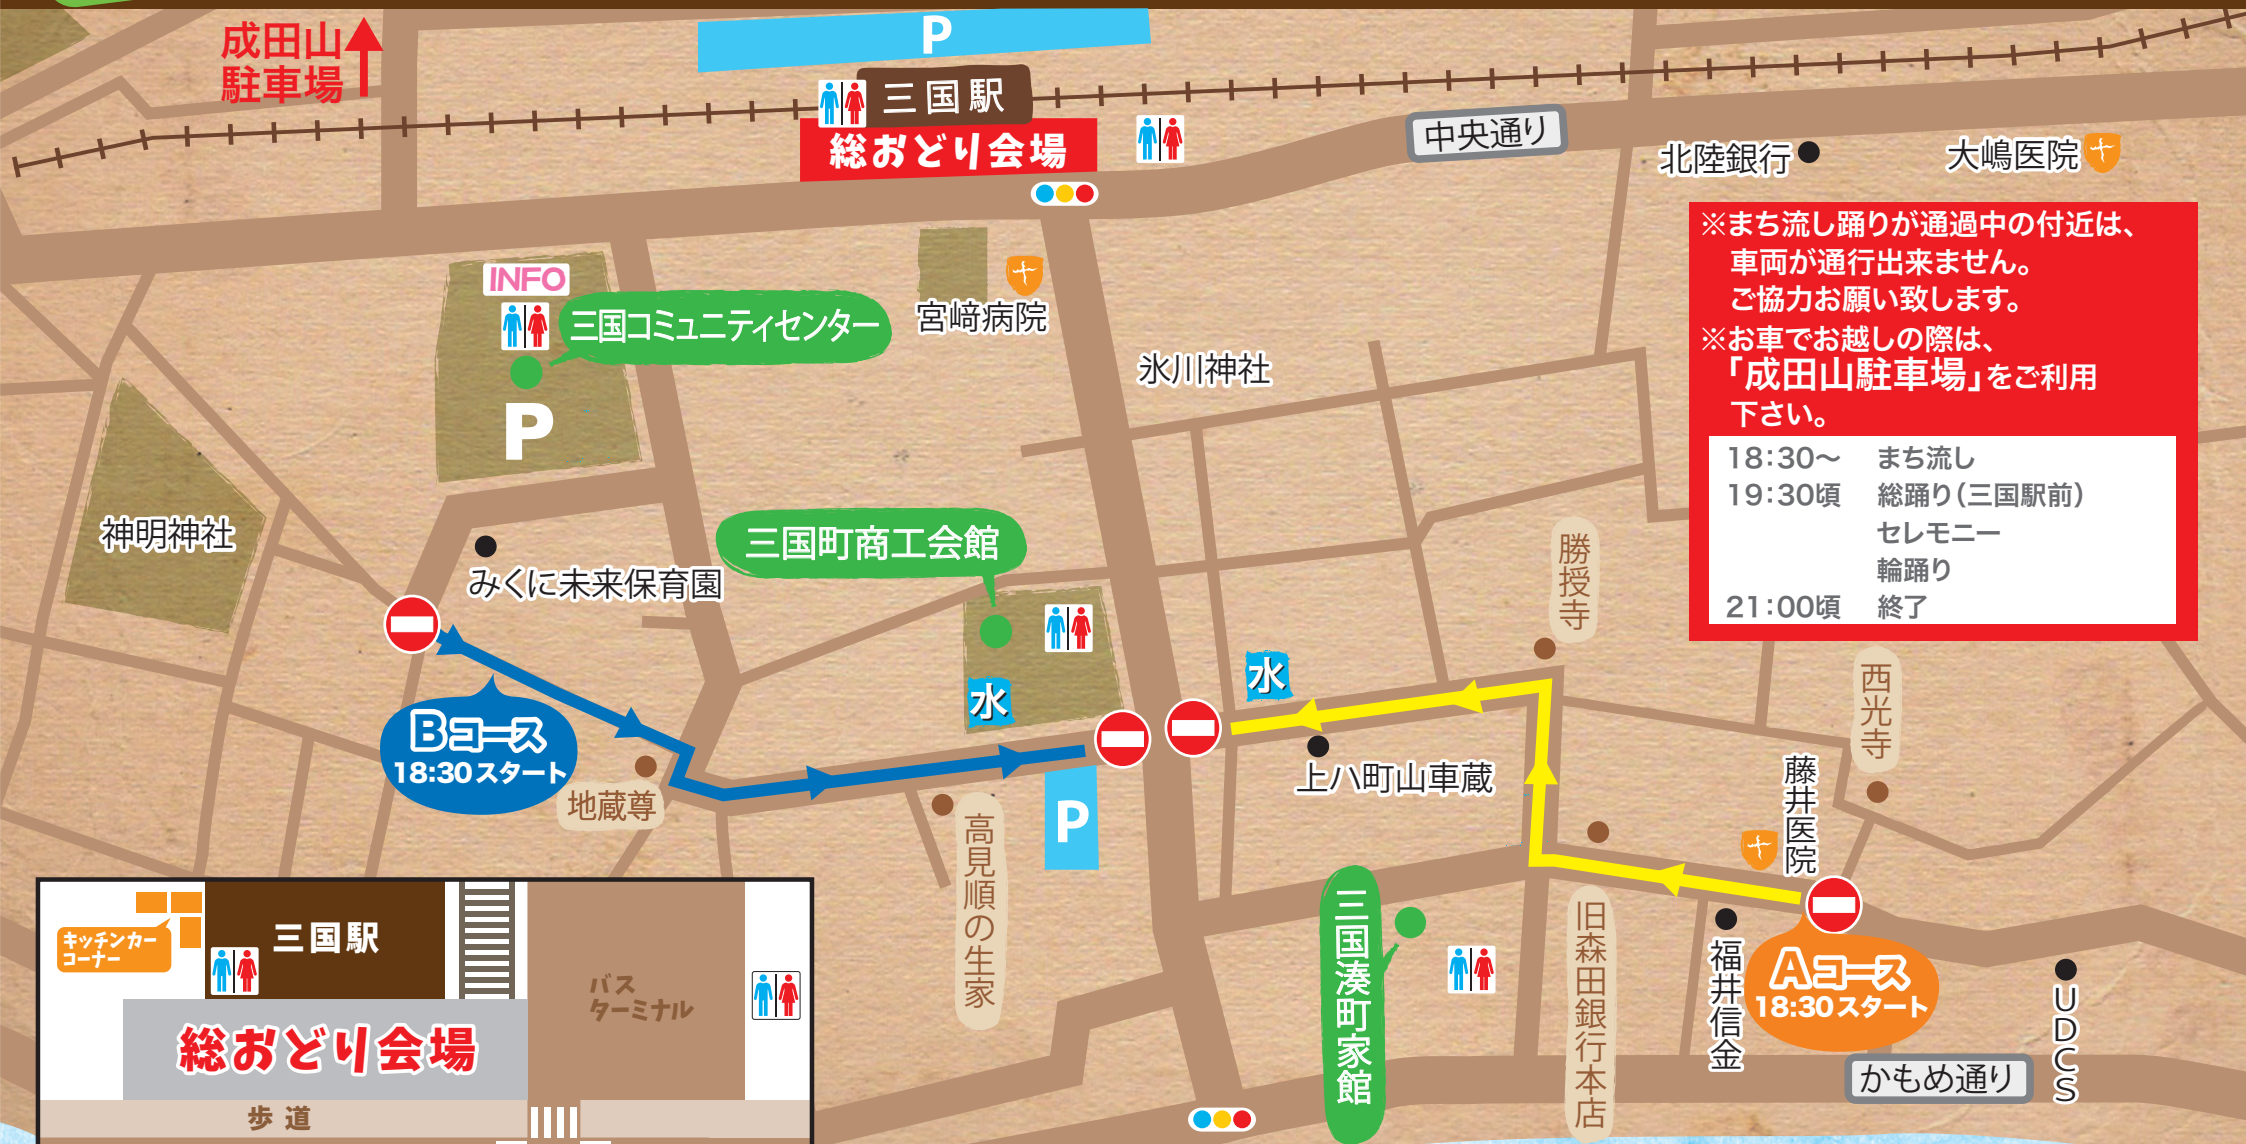 成田山
駐車場
P
三国駅
総おどり会場
中央通り
北陸銀行
大嶋医院
※まち流し踊りが通過中の付近は、
車両が通行出来ません。
ご協力お願い致します。
※お車でお越しの際は、
「成田山駐車場」をご利用
下さい。
18:30～ まち流し
19:30頃 総踊り(三国駅前)
セレモニー
輪踊り
21:00頃 終了
INFO
三国コミュニティセンター
P
宮﨑病院
氷川神社
神明神社
みくに未来保育園
三国町商工会館
水
水
勝授寺
西光寺
Bコース
18:30スタート
地蔵尊
高見順の生家
P
上ハ町山車蔵
藤井医院
三国湊町家館
旧森田銀行本店
福井信金
Aコース
18:30スタート
UDCS
かもめ通り
キッチンカー
コーナー
三国駅
バス
ターミナル
総おどり会場
歩道